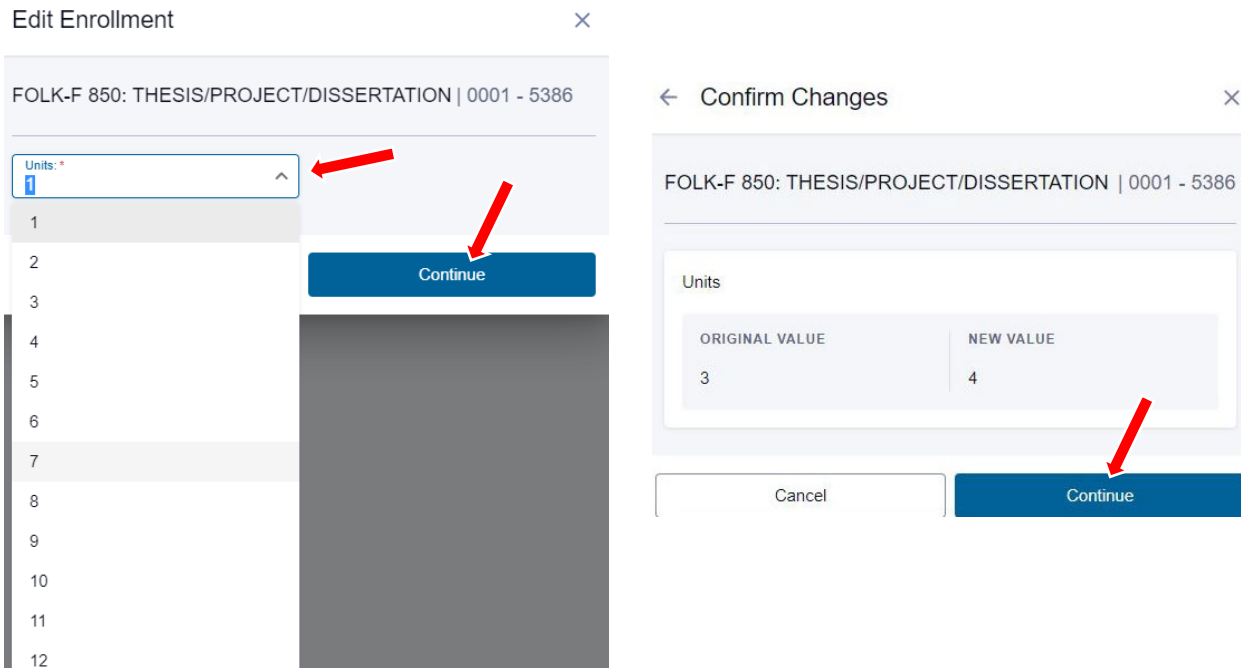 Edit Enrollment
FOLK-F 850: THESIS/PROJECT/DISSERTATION | 0001 - 5386
Units: *
1
1
2
3
4
5
6
7
8
9
10
11
12
Continue
Confirm Changes
FOLK-F 850: THESIS/PROJECT/DISSERTATION | 0001 - 5386
Units
ORIGINAL VALUE NEW VALUE
3 4
Cancel Continue